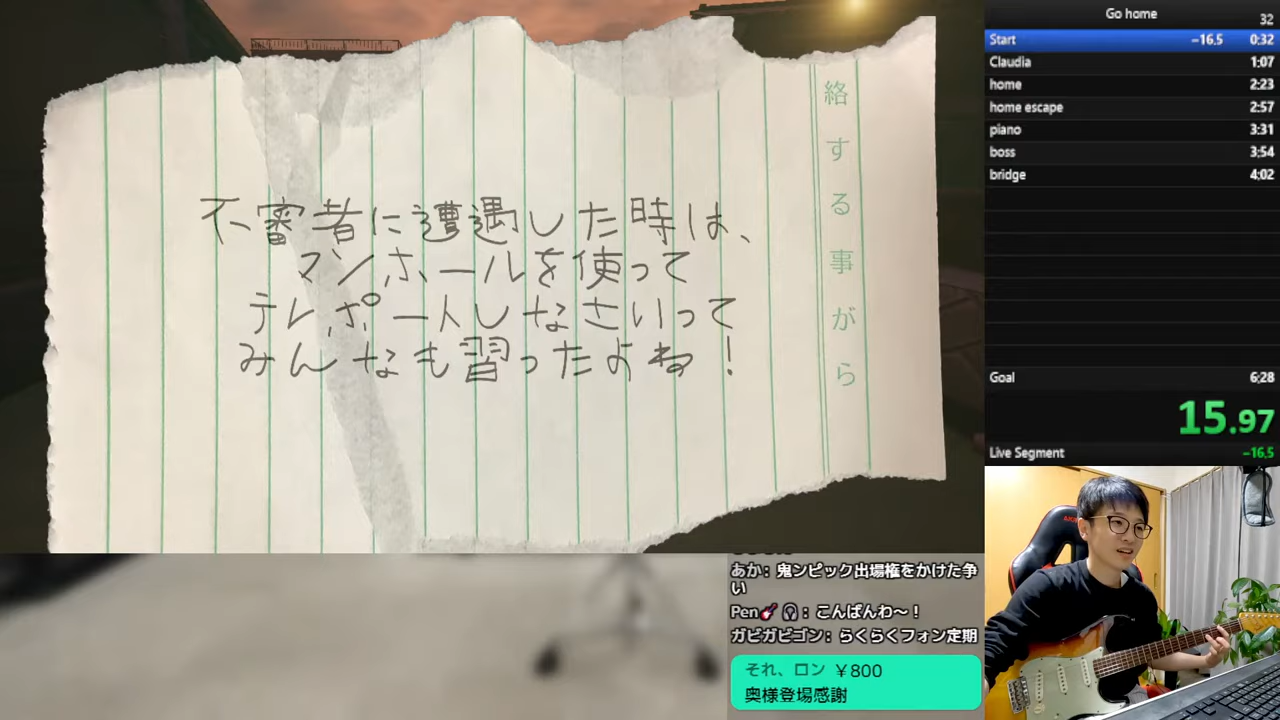 不審者に遭遇した時は、
マンホールを使って
テレポートしなさいって
みんなも習ったよね！
絡する事がら
Go home
32
Start -16.5 0:32
Claudia 1:07
home 2:23
home escape 2:57
piano 3:31
boss 3:54
bridge 4:02
Goal 6:28
15.97
Live Segment -16.5
あか: 鬼シピック出場権をかけた争
い
Pen🎸🎧: こんばんわ～！
ガビガビゴン: らくらくフォン定期
それ、ロン ￥800
奥様登場感謝